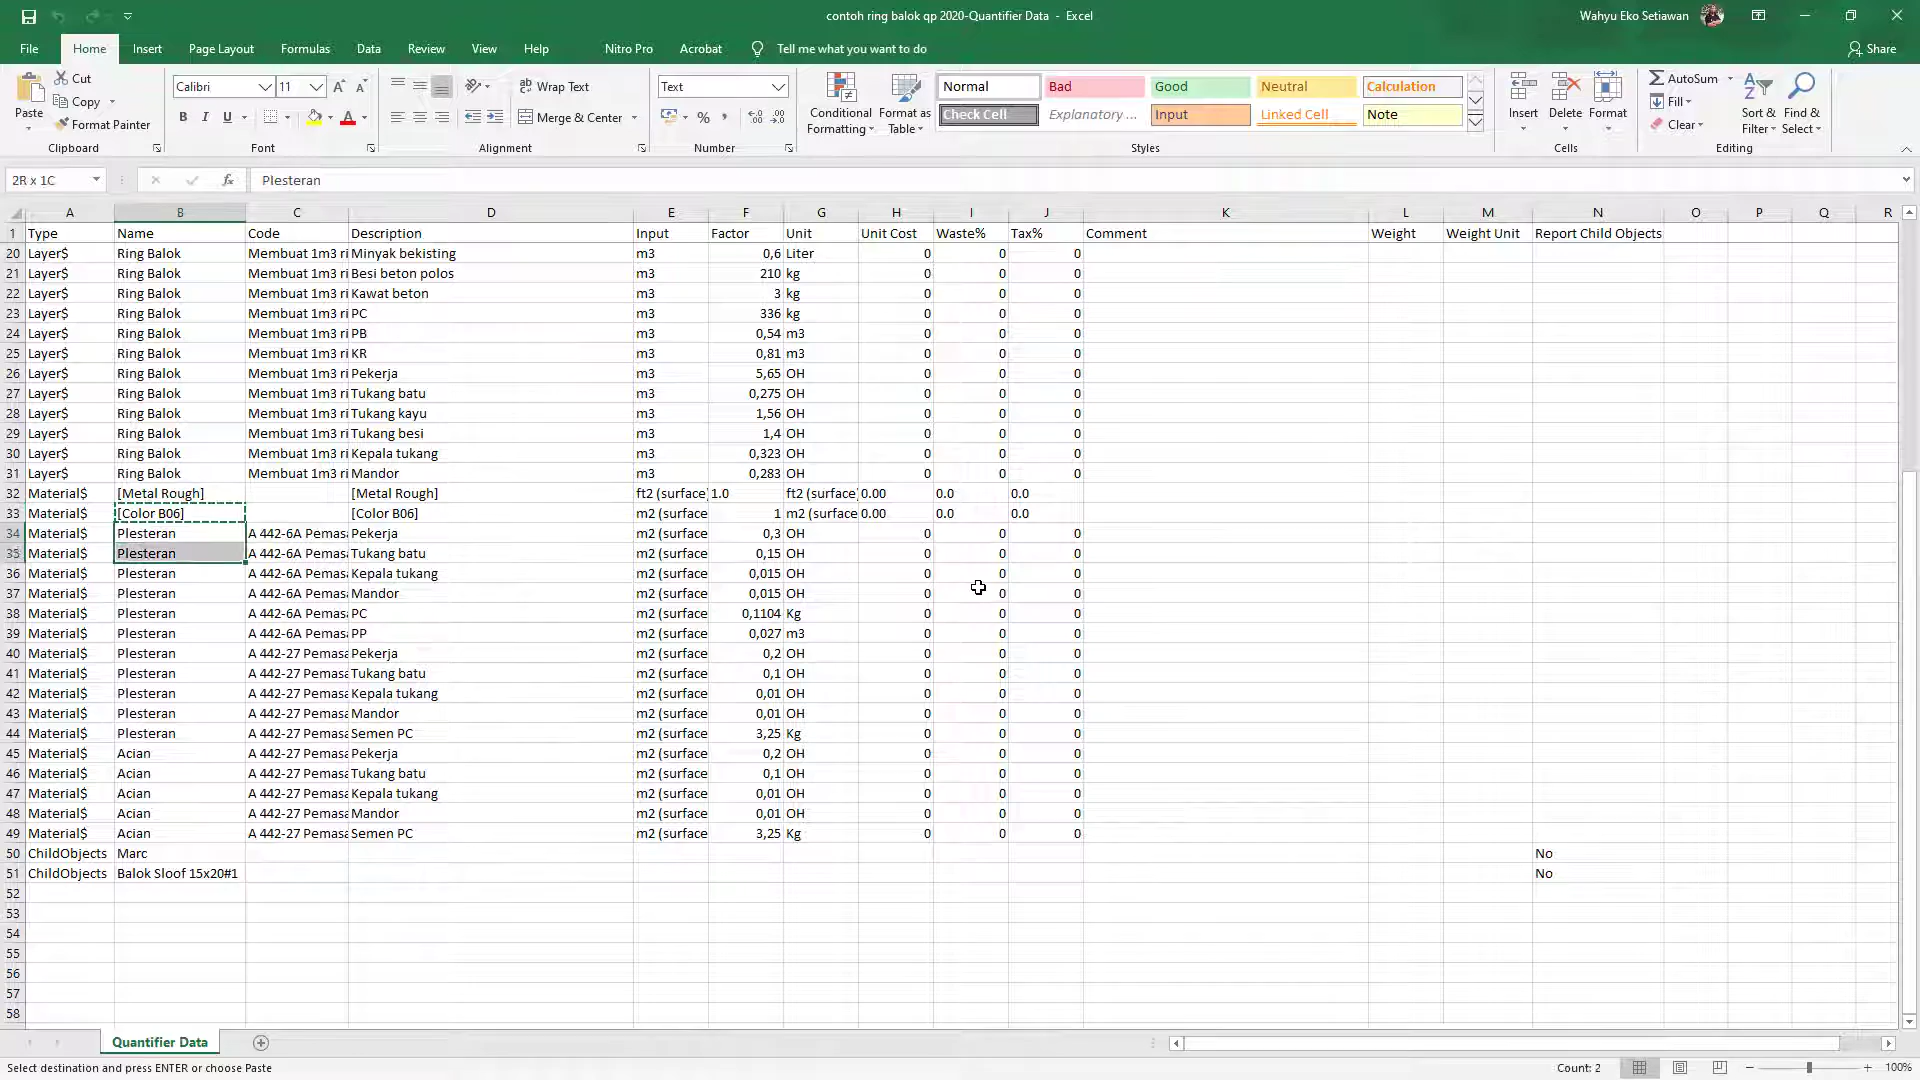 contoh ring balok qp 2020-Quantifier Data - Excel
Wahyu Eko Setiawan
File Home Insert Page Layout Formulas Data Review View Help Nitro Pro Acrobat Tell me what you want to do Share
Paste Cut Copy Format Painter
Calibri 11
Wrap Text
Merge & Center
Text
Conditional Formatting
Format as Table
Normal Bad Good Neutral Calculation
Check Cell Explanatory ... Input Linked Cell Note
Insert Delete Format
AutoSum Fill Clear
Sort & Filter Find & Select
Clipboard Font Alignment Number Styles Cells Editing
2R x 1C fx Plesteran
A B C D E F G H I J K L M N O P Q R
1 Type Name Code Description Input Factor Unit Unit Cost Waste% Tax% Comment Weight Weight Unit Report Child Objects
20 Layer$ Ring Balok Membuat 1m3 ri Minyak bekisting m3 0,6 Liter 0 0 0
21 Layer$ Ring Balok Membuat 1m3 ri Besi beton polos m3 210 kg 0 0 0
22 Layer$ Ring Balok Membuat 1m3 ri Kawat beton m3 3 kg 0 0 0
23 Layer$ Ring Balok Membuat 1m3 ri PC m3 336 kg 0 0 0
24 Layer$ Ring Balok Membuat 1m3 ri PB m3 0,54 m3 0 0 0
25 Layer$ Ring Balok Membuat 1m3 ri KR m3 0,81 m3 0 0 0
26 Layer$ Ring Balok Membuat 1m3 ri Pekerja m3 5,65 OH 0 0 0
27 Layer$ Ring Balok Membuat 1m3 ri Tukang batu m3 0,275 OH 0 0 0
28 Layer$ Ring Balok Membuat 1m3 ri Tukang kayu m3 1,56 OH 0 0 0
29 Layer$ Ring Balok Membuat 1m3 ri Tukang besi m3 1,4 OH 0 0 0
30 Layer$ Ring Balok Membuat 1m3 ri Kepala tukang m3 0,323 OH 0 0 0
31 Layer$ Ring Balok Membuat 1m3 ri Mandor m3 0,283 OH 0 0 0
32 Material$ [Metal Rough] [Metal Rough] ft2 (surface) 1.0 ft2 (surface) 0.00 0.0 0.0
33 Material$ [Color B06] [Color B06] m2 (surface 1 m2 (surface 0.00 0.0 0.0
34 Material$ Plesteran A 442-6A Pemasa Pekerja m2 (surface 0,3 OH 0 0 0
35 Material$ Plesteran A 442-6A Pemasa Tukang batu m2 (surface 0,15 OH 0 0 0
36 Material$ Plesteran A 442-6A Pemasa Kepala tukang m2 (surface 0,015 OH 0 0 0
37 Material$ Plesteran A 442-6A Pemasa Mandor m2 (surface 0,015 OH 0 0 0
38 Material$ Plesteran A 442-6A Pemasa PC m2 (surface 0,1104 Kg 0 0 0
39 Material$ Plesteran A 442-6A Pemasa PP m2 (surface 0,027 m3 0 0 0
40 Material$ Plesteran A 442-27 Pemasa Pekerja m2 (surface 0,2 OH 0 0 0
41 Material$ Plesteran A 442-27 Pemasa Tukang batu m2 (surface 0,1 OH 0 0 0
42 Material$ Plesteran A 442-27 Pemasa Kepala tukang m2 (surface 0,01 OH 0 0 0
43 Material$ Plesteran A 442-27 Pemasa Mandor m2 (surface 0,01 OH 0 0 0
44 Material$ Plesteran A 442-27 Pemasa Semen PC m2 (surface 3,25 Kg 0 0 0
45 Material$ Acian A 442-27 Pemasa Pekerja m2 (surface 0,2 OH 0 0 0
46 Material$ Acian A 442-27 Pemasa Tukang batu m2 (surface 0,1 OH 0 0 0
47 Material$ Acian A 442-27 Pemasa Kepala tukang m2 (surface 0,01 OH 0 0 0
48 Material$ Acian A 442-27 Pemasa Mandor m2 (surface 0,01 OH 0 0 0
49 Material$ Acian A 442-27 Pemasa Semen PC m2 (surface 3,25 Kg 0 0 0
50 ChildObjects Marc No
51 ChildObjects Balok Sloof 15x20#1 No
52
53
54
55
56
57
58
Quantifier Data
Select destination and press ENTER or choose Paste Count: 2 100%